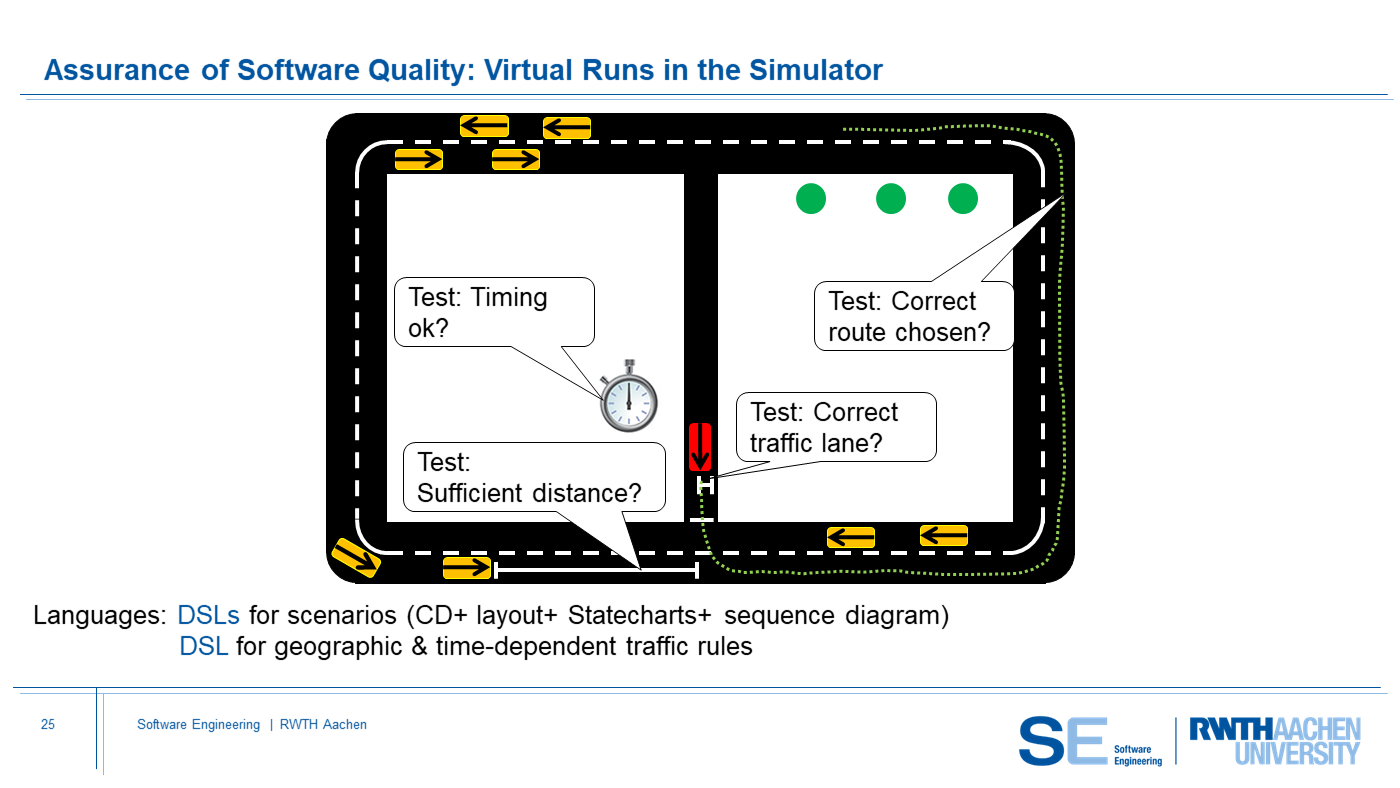 Assurance of Software Quality: Virtual Runs in the Simulator
Test: Timing
ok?
Test: Correct
route chosen?
Test: Correct
traffic lane?
Test:
Sufficient distance?
Languages: DSLs for scenarios (CD+ layout+ Statecharts+ sequence diagram)
DSL for geographic & time-dependent traffic rules
25
Software Engineering | RWTH Aachen
SE Software
Engineering
RWTHAACHEN
UNIVERSITY